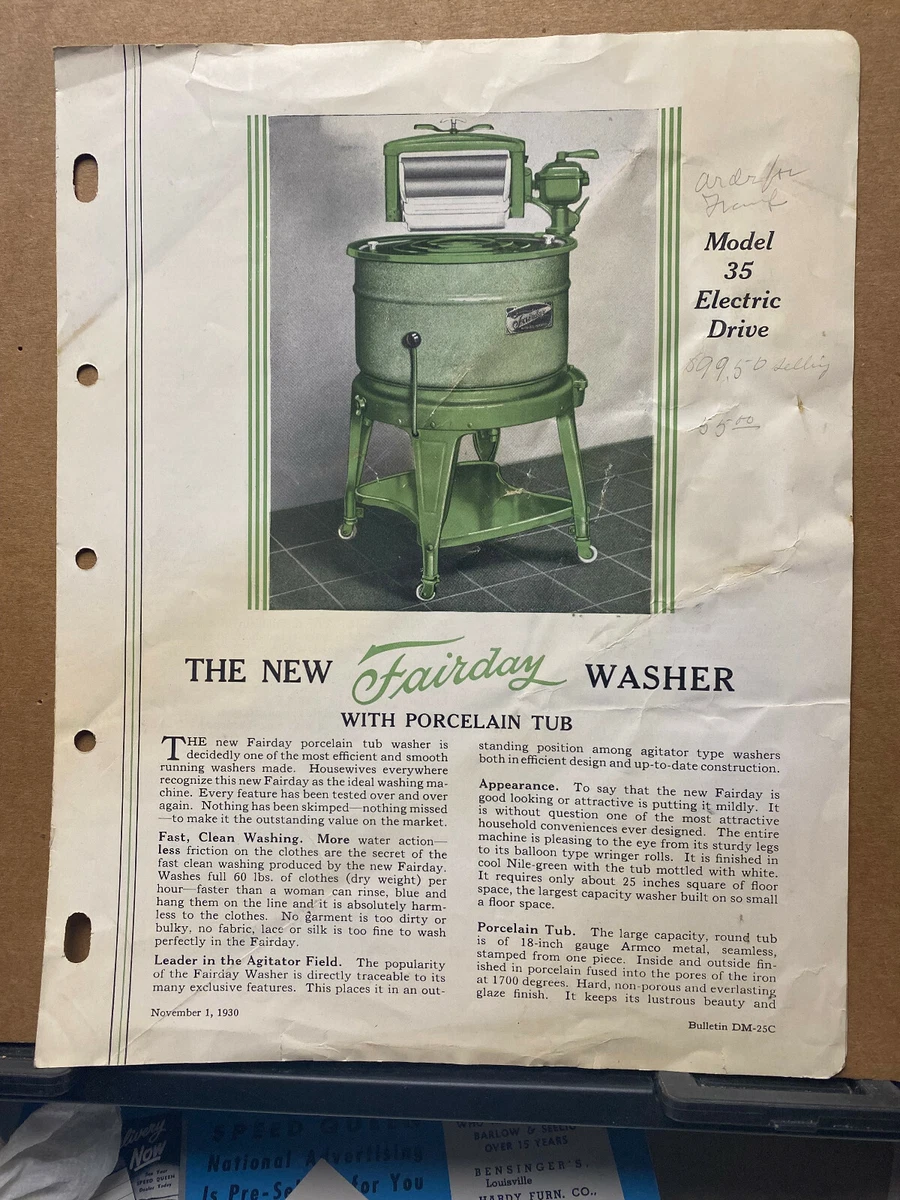 Fairday
Model
35
Electric
Drive
$99.50 selling
55.00
THE NEW Fairday WASHER
WITH PORCELAIN TUB
THE new Fairday porcelain tub washer is
decidedly one of the most efficient and smooth
running washers made. Housewives everywhere
recognize this new Fairday as the ideal washing ma-
chine. Every feature has been tested over and over
again. Nothing has been skimped—nothing missed
—to make it the outstanding value on the market.
Fast, Clean Washing. More water action—
less friction on the clothes are the secret of the
fast clean washing produced by the new Fairday.
Washes full 60 lbs. of clothes (dry weight) per
hour—faster than a woman can rinse, blue and
hang them on the line and it is absolutely harm-
less to the clothes. No garment is too dirty or
bulky, no fabric, lace or silk is too fine to wash
perfectly in the Fairday.
Leader in the Agitator Field. The popularity
of the Fairday Washer is directly traceable to its
many exclusive features. This places it in an out-
standing position among agitator type washers
both in efficient design and up-to-date construction.
Appearance. To say that the new Fairday is
good looking or attractive is putting it mildly. It
is without question one of the most attractive
household conveniences ever designed. The entire
machine is pleasing to the eye from its sturdy legs
to its balloon type wringer rolls. It is finished in
cool Nile-green with the tub mottled with white.
It requires only about 25 inches square of floor
space, the largest capacity washer built on so small
a floor space.
Porcelain Tub. The large capacity, round tub
is of 18-inch gauge Armco metal, seamless,
stamped from one piece. Inside and outside fin-
ished in porcelain fused into the pores of the iron
at 1700 degrees. Hard, non-porous and everlasting
glaze finish. It keeps its lustrous beauty and
November 1, 1930
Bulletin DM-25C
Now
SPEED QUEEN
National Advertising
Is for You
BARLOW &
OVER 15 YEARS
BENSINGER'S,
Louisville
HARDY FURN. CO.,